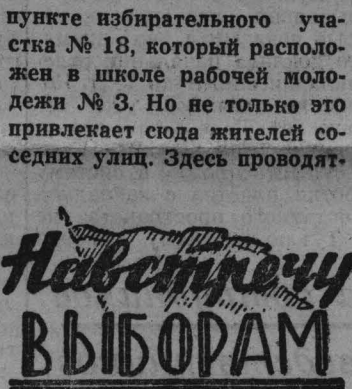 пункте избирательного уча-
стка № 18, который располо-
жен в школе рабочей моло-
дежи № 3. Но не только это
привлекает сюда жителей со-
седних улиц. Здесь проводят-
Навстречу
ВЫБОРАМ